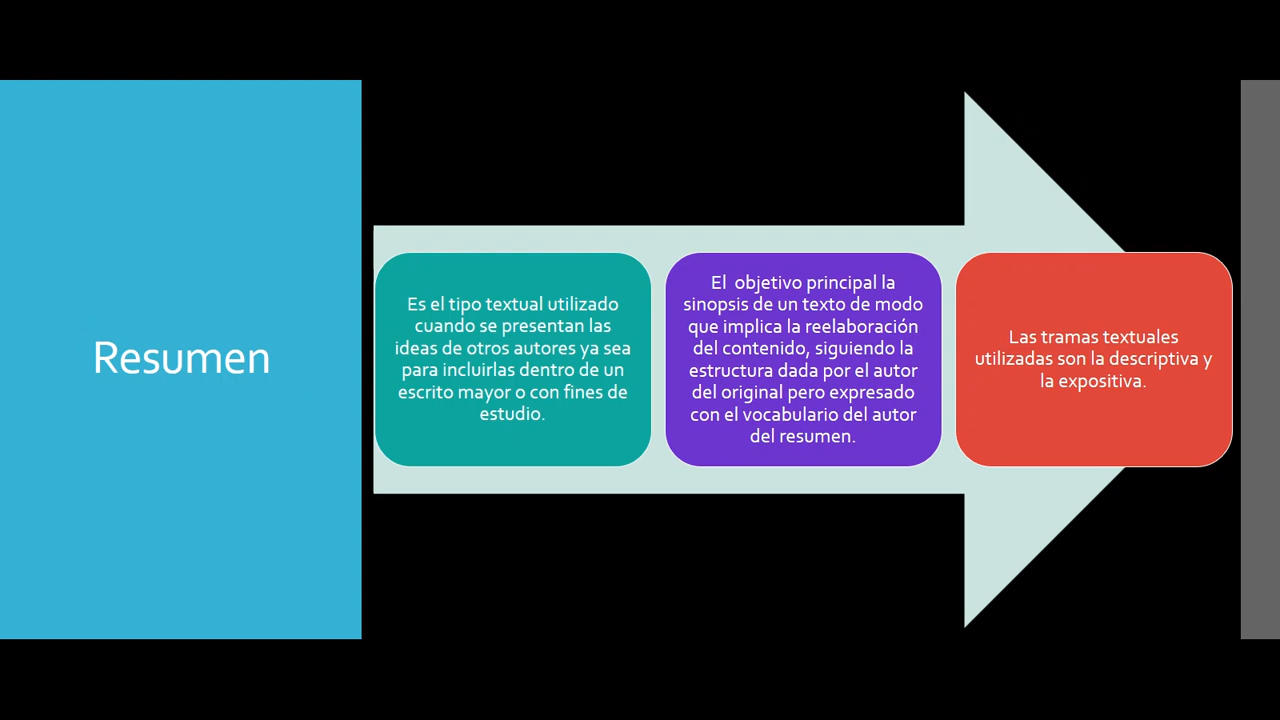 Resumen
Es el tipo textual utilizado
cuando se presentan las
ideas de otros autores ya sea
para incluirlas dentro de un
escrito mayor o con fines de
estudio.
El  objetivo principal la
sinopsis de un texto de modo
que implica la reelaboración
del contenido, siguiendo la
estructura dada por el autor
del original pero expresado
con el vocabulario del autor
del resumen.
Las tramas textuales
utilizadas son la descriptiva y
la expositiva.